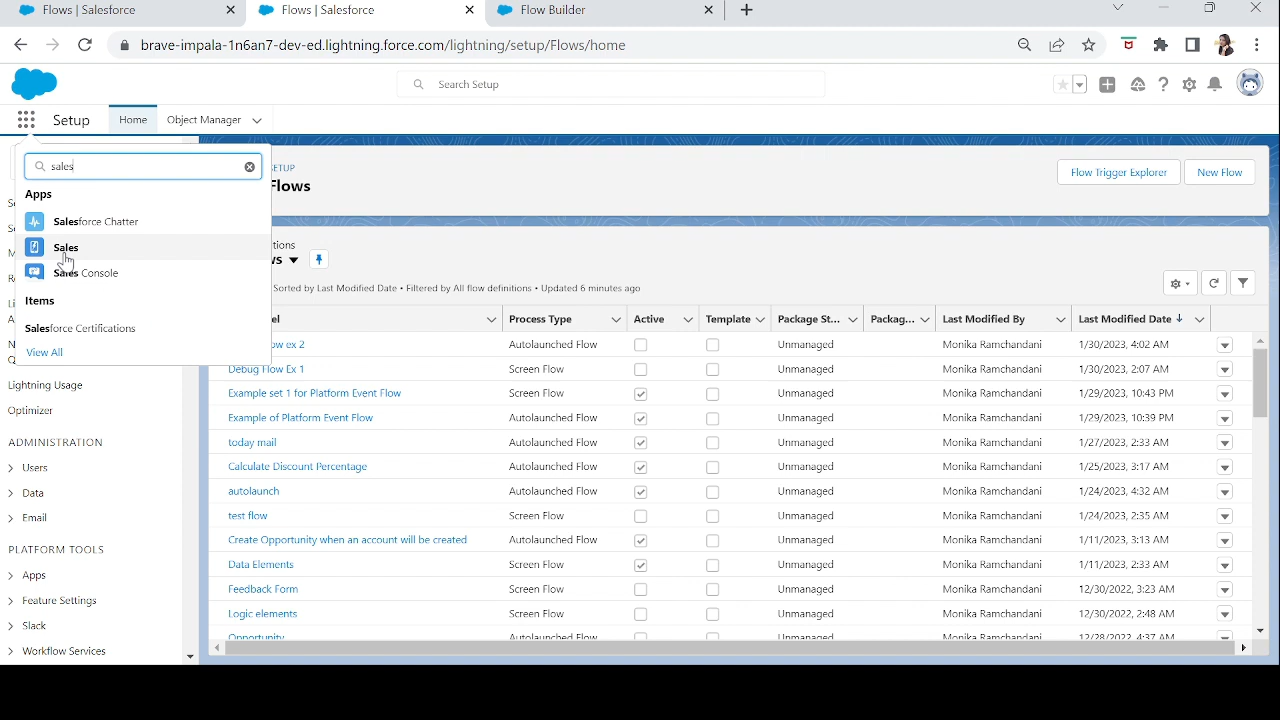 Flows | Salesforce
Flows | Salesforce
Flow Builder
brave-impala-1n6an7-dev-ed.lightning.force.com/lightning/setup/Flows/home
Search Setup
Setup
Home
Object Manager
sales
Apps
Salesforce Chatter
Sales
Sales Console
Items
Salesforce Certifications
View All
Lightning Usage
Optimizer
ADMINISTRATION
Users
Data
Email
PLATFORM TOOLS
Apps
Feature Settings
Slack
Workflow Services
SETUP
Flows
Flow Trigger Explorer
New Flow
Sorted by Last Modified Date • Filtered by All flow definitions • Updated 6 minutes ago
Process Type Active Template Package St... Packag... Last Modified By Last Modified Date
ow ex 2 Autolaunched Flow Unmanaged Monika Ramchandani 1/30/2023, 4:02 AM
Debug Flow Ex 1 Screen Flow Unmanaged Monika Ramchandani 1/30/2023, 2:07 AM
Example set 1 for Platform Event Flow Screen Flow Unmanaged Monika Ramchandani 1/29/2023, 10:43 PM
Example of Platform Event Flow Autolaunched Flow Unmanaged Monika Ramchandani 1/29/2023, 10:39 PM
today mail Autolaunched Flow Unmanaged Monika Ramchandani 1/27/2023, 2:33 AM
Calculate Discount Percentage Autolaunched Flow Unmanaged Monika Ramchandani 1/25/2023, 3:17 AM
autolaunch Autolaunched Flow Unmanaged Monika Ramchandani 1/24/2023, 4:32 AM
test flow Screen Flow Unmanaged Monika Ramchandani 1/24/2023, 2:35 AM
Create Opportunity when an account will be created Autolaunched Flow Unmanaged Monika Ramchandani 1/11/2023, 3:13 AM
Data Elements Screen Flow Unmanaged Monika Ramchandani 1/11/2023, 2:33 AM
Feedback Form Screen Flow Unmanaged Monika Ramchandani 12/30/2022, 3:23 AM
Logic elements Screen Flow Unmanaged Monika Ramchandani 12/30/2022, 2:48 AM
Opportunity Autolaunched Flow Unmanaged Monika Ramchandani 12/28/2022, 4:37 AM